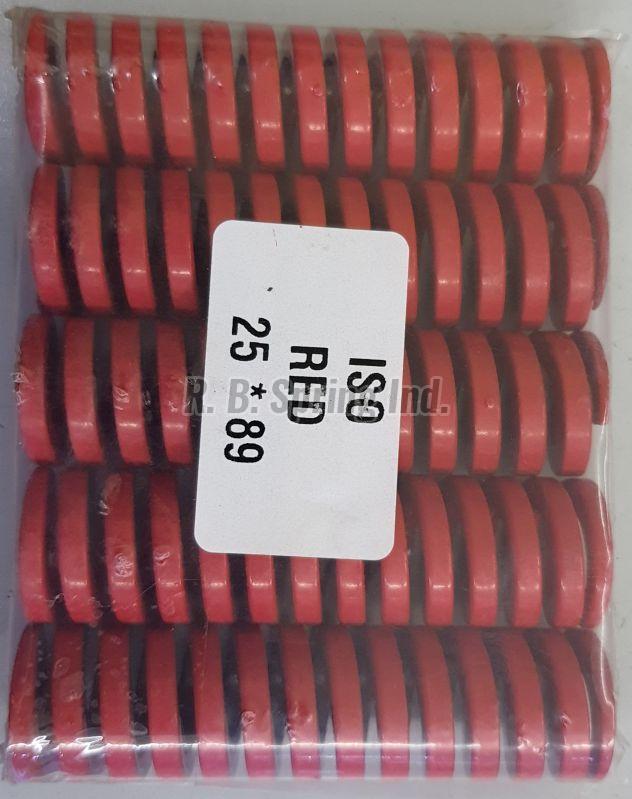 ISO
RED
25 * 89
R. B. Spring Ind.